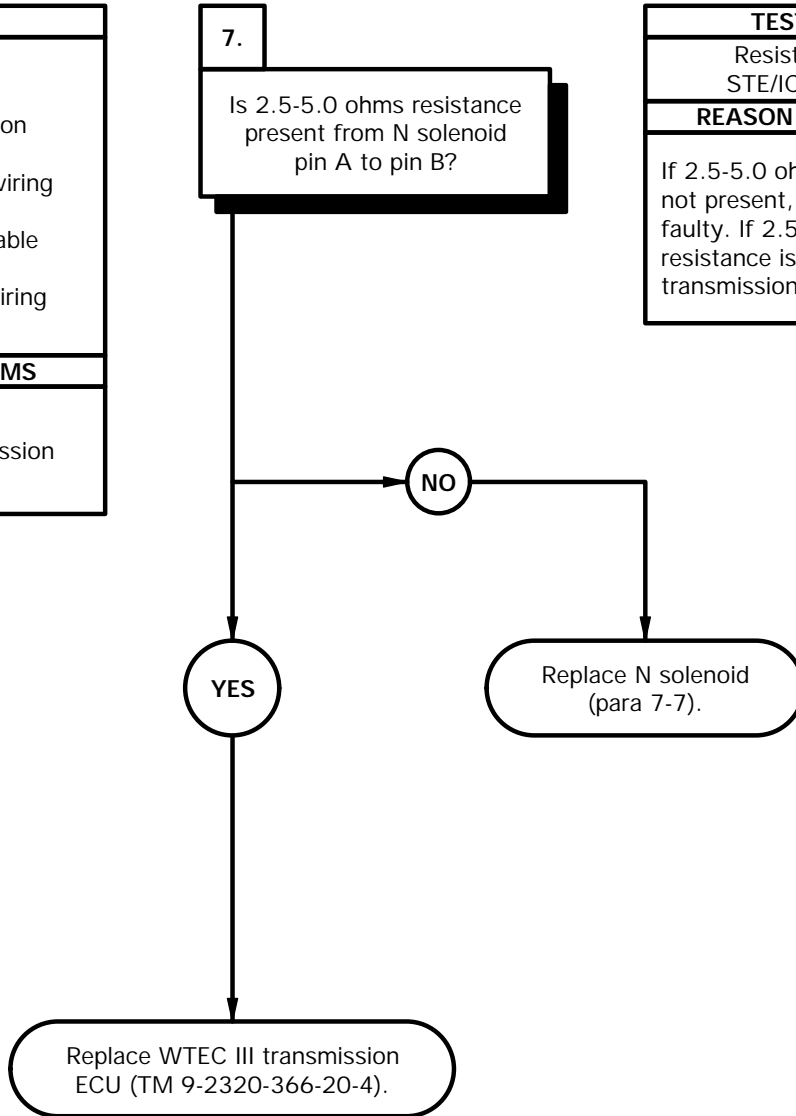 on
wiring
able
iring
MS
ssion
7.
Is 2.5-5.0 ohms resistance
present from N solenoid
pin A to pin B?
TEST
Resist
STE/IC
REASON
If 2.5-5.0 oh
not present,
faulty. If 2.5
resistance is
transmission
NO
YES
Replace N solenoid
(para 7-7).
Replace WTEC III transmission
ECU (TM 9-2320-366-20-4).